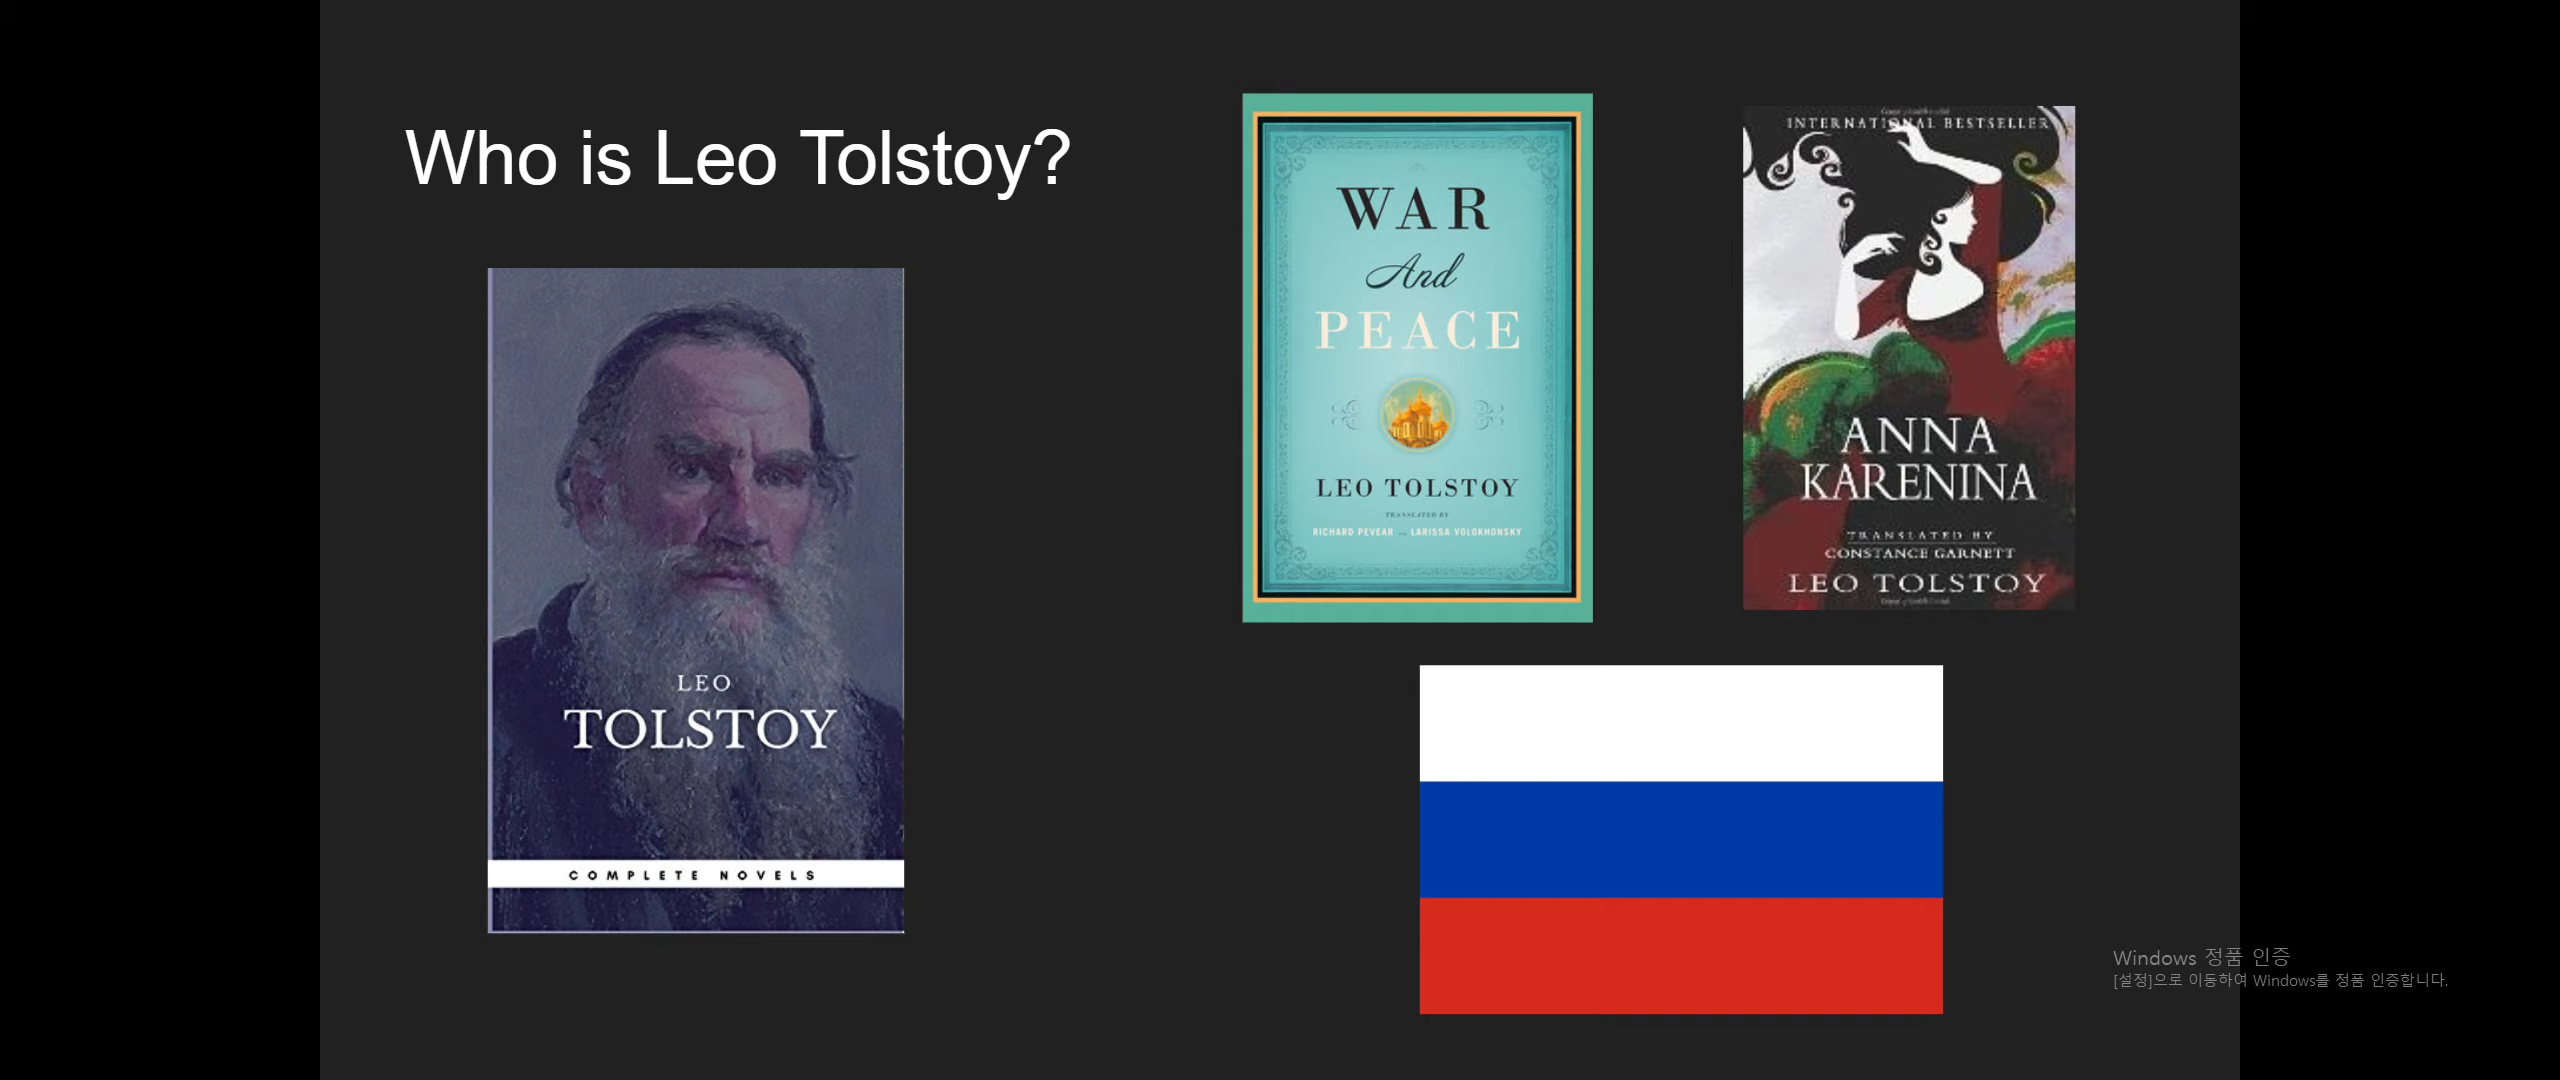 Who is Leo Tolstoy?
LEO
TOLSTOY
COMPLETE NOVELS
WAR
And
PEACE
LEO TOLSTOY
TRANSLATED BY
RICHARD PEVEAR — LARISSA VOLOKHONSKY
INTERNATIONAL BESTSELLER
ANNA
KARENINA
TRANSLATED BY
CONSTANCE GARNETT
LEO TOLSTOY
Windows 정품 인증
[설정]으로 이동하여 Windows를 정품 인증합니다.